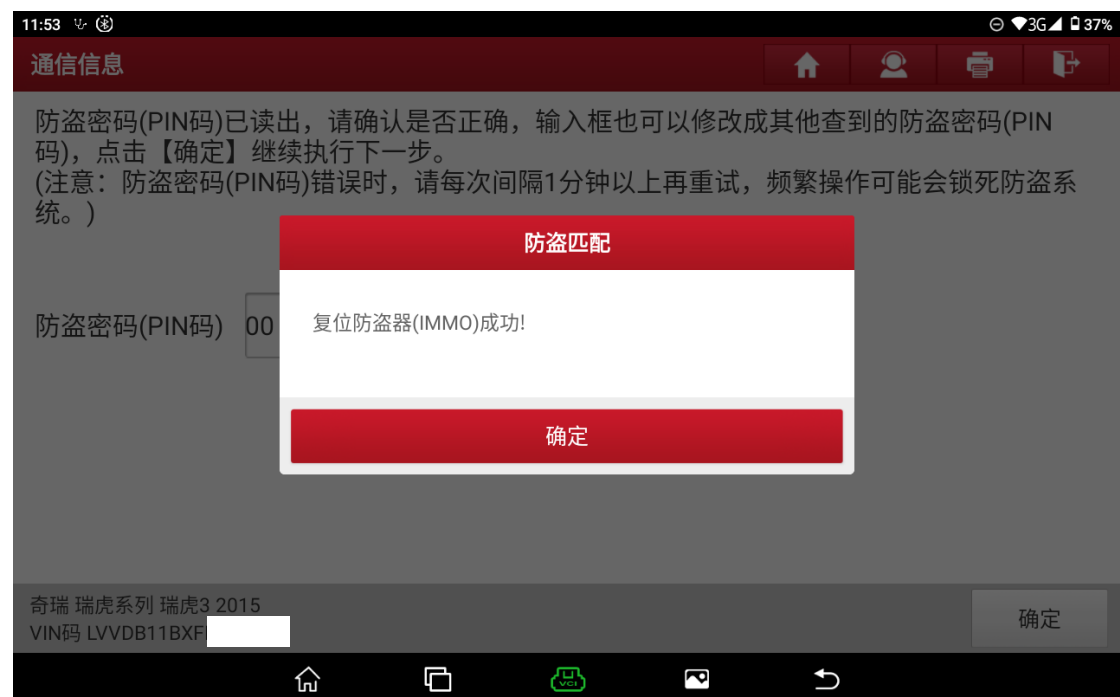 11:53
3G 37%
通信信息
防盗密码(PIN码)已读出，请确认是否正确，输入框也可以修改成其他查到的防盗密码(PIN
码)，点击【确定】继续执行下一步。
(注意：防盗密码(PIN码)错误时，请每次间隔1分钟以上再重试，频繁操作可能会锁死防盗系
统。)
防盗匹配
复位防盗器(IMMO)成功!
防盗密码(PIN码) 00
确定
奇瑞 瑞虎系列 瑞虎3 2015
VIN码 LVVDB11BXF
确定
VCI